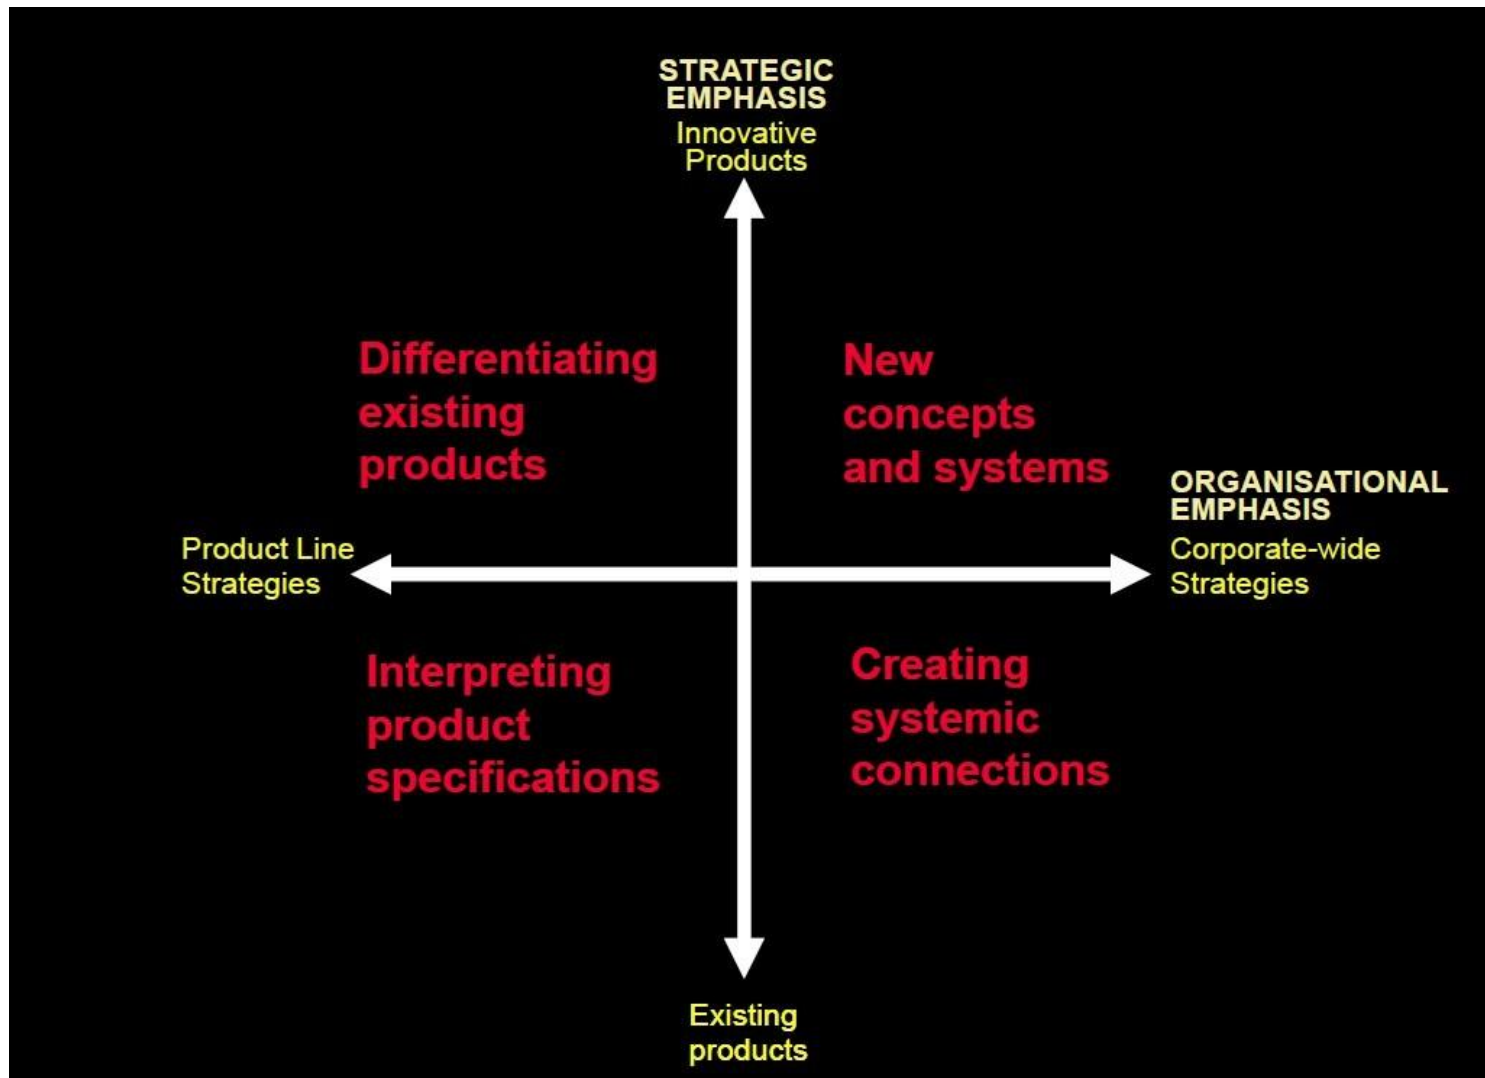 STRATEGIC
EMPHASIS
Innovative
Products
Differentiating
existing
products
New
concepts
and systems
ORGANISATIONAL
EMPHASIS
Corporate-wide
Strategies
Product Line
Strategies
Interpreting
product
specifications
Creating
systemic
connections
Existing
products